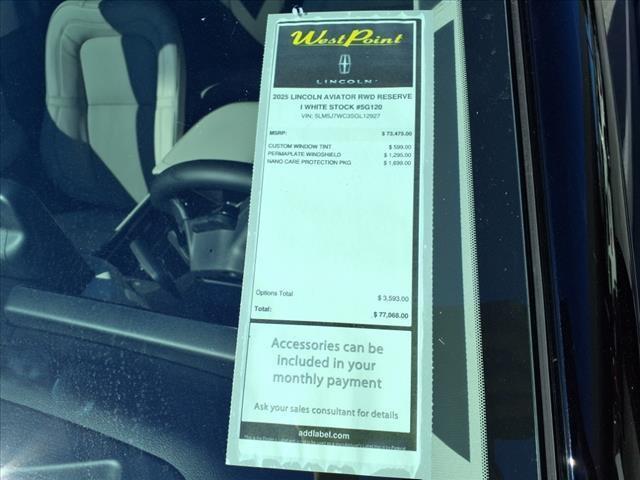 WestPoint
LINCOLN
2025 LINCOLN AVIATOR RWD RESERVE
I WHITE STOCK #5G120
VIN: 5LM5J7WC3SGL12927
MSRP: $ 73,475.00
CUSTOM WINDOW TINT $ 599.00
PERMAPLATE WINDSHIELD $ 1,295.00
NANO CARE PROTECTION PKG $ 1,699.00
Options Total $ 3,593.00
Total: $ 77,068.00
Accessories can be
included in your
monthly payment
Ask your sales consultant for details
addlabel.com